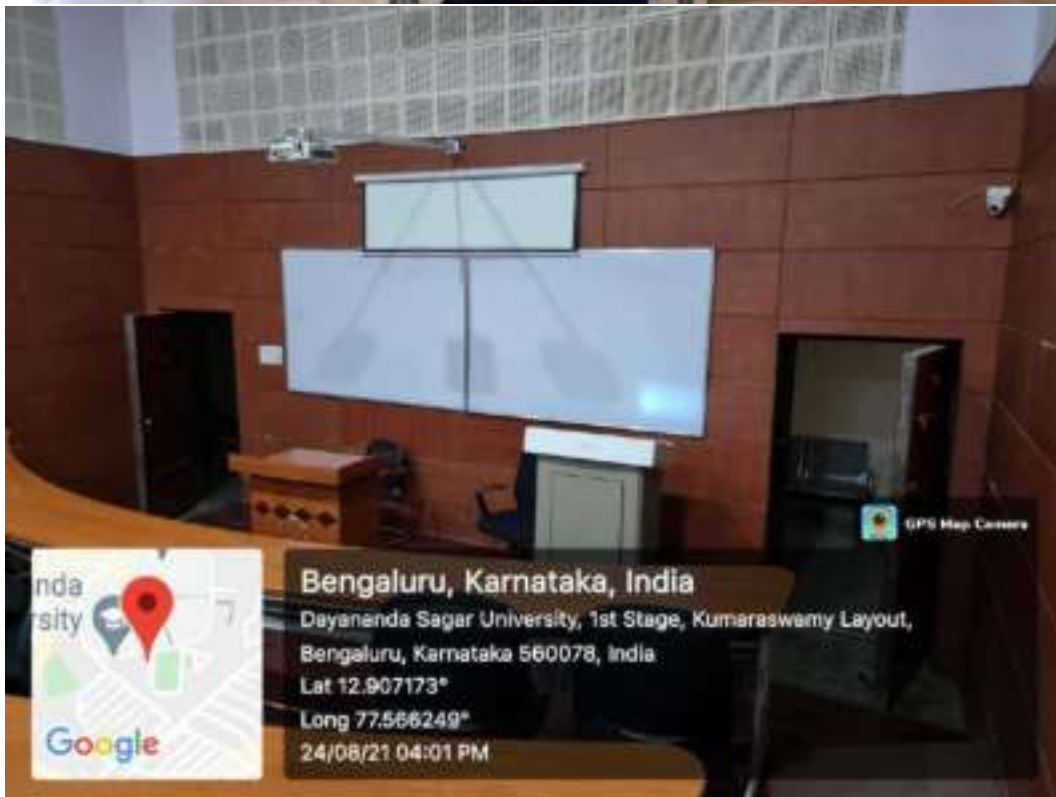 GPS Map Camera
nda
rsity
Google
Bengaluru, Karnataka, India
Dayananda Sagar University, 1st Stage, Kumaraswamy Layout,
Bengaluru, Karnataka 560078, India
Lat 12.907173°
Long 77.566249°
24/08/21 04:01 PM